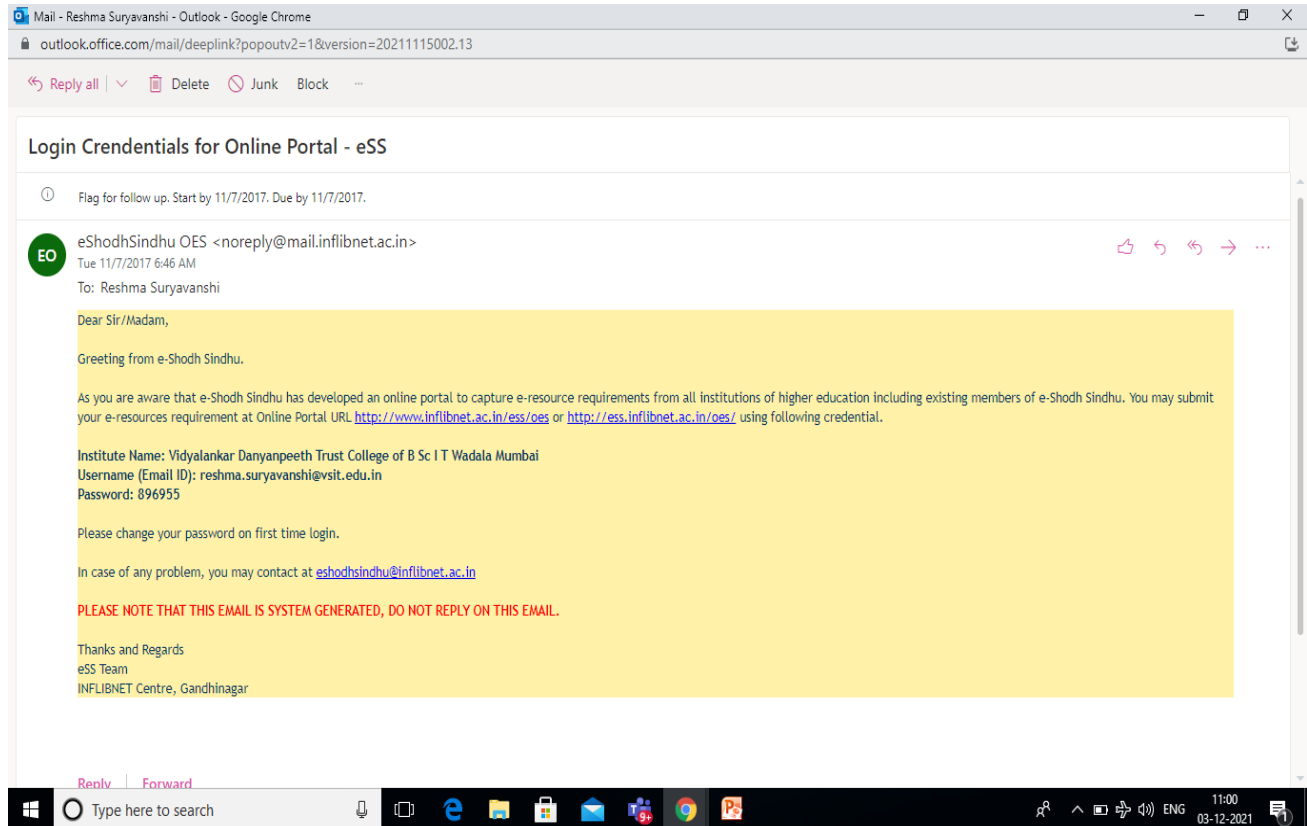 Mail - Reshma Suryavanshi - Outlook - Google Chrome
outlook.office.com/mail/deeplink?popoutv2=1&version=20211115002.13
Reply all Delete Junk Block ...
Login Crendentials for Online Portal - eSS
Flag for follow up. Start by 11/7/2017. Due by 11/7/2017.
EO
eShodhSindhu OES <noreply@mail.inflibnet.ac.in>
Tue 11/7/2017 6:46 AM
To: Reshma Suryavanshi
Dear Sir/Madam,
Greeting from e-Shodh Sindhu.
As you are aware that e-Shodh Sindhu has developed an online portal to capture e-resource requirements from all institutions of higher education including existing members of e-Shodh Sindhu. You may submit
your e-resources requirement at Online Portal URL http://www.inflibnet.ac.in/ess/oes or http://ess.inflibnet.ac.in/oes/ using following credential.
Institute Name: Vidyalankar Danyanpeeth Trust College of B Sc I T Wadala Mumbai
Username (Email ID): reshma.suryavanshi@vsit.edu.in
Password: 896955
Please change your password on first time login.
In case of any problem, you may contact at eshodhsindhu@inflibnet.ac.in
PLEASE NOTE THAT THIS EMAIL IS SYSTEM GENERATED, DO NOT REPLY ON THIS EMAIL.
Thanks and Regards
eSS Team
INFLIBNET Centre, Gandhinagar
Reply Forward
Type here to search
9+
ENG
11:00
03-12-2021
1